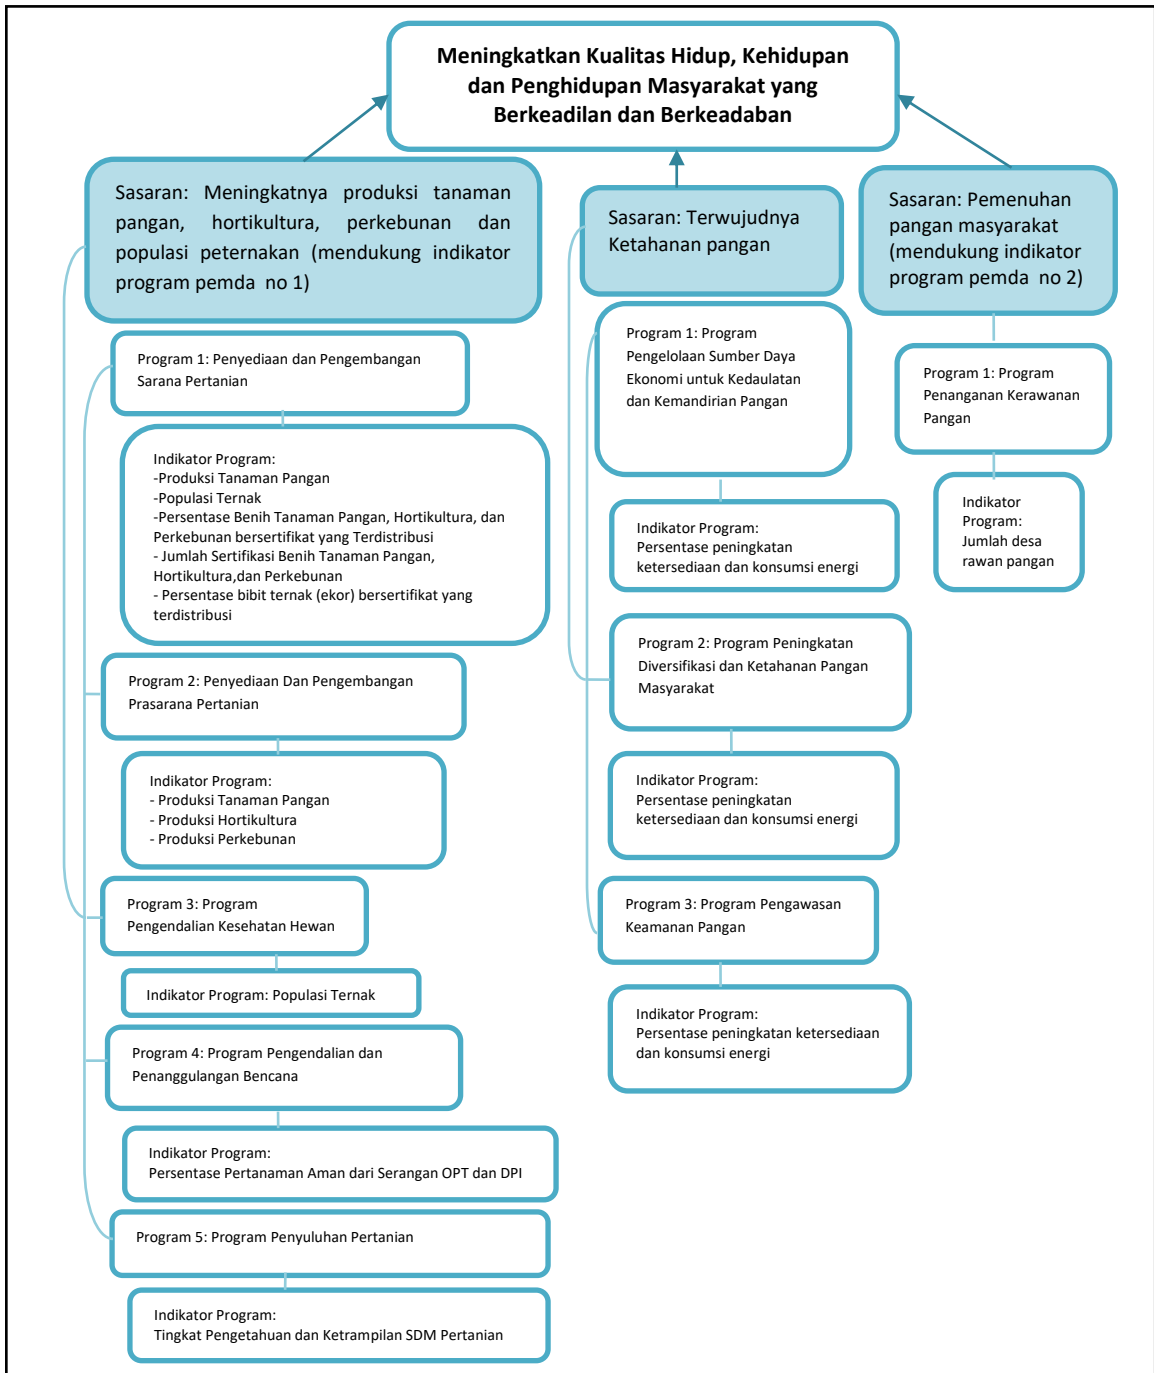 Meningkatkan Kualitas Hidup, Kehidupan
dan Penghidupan Masyarakat yang
Berkeadilan dan Berkeadaban
Sasaran: Meningkatnya produksi tanaman
pangan, hortikultura, perkebunan dan
populasi peternakan (mendukung indikator
program pemda no 1)
Program 1: Penyediaan dan Pengembangan
Sarana Pertanian
Indikator Program:
-Produksi Tanaman Pangan
-Populasi Ternak
-Persentase Benih Tanaman Pangan, Hortikultura, dan
Perkebunan bersertifikat yang Terdistribusi
- Jumlah Sertifikasi Benih Tanaman Pangan,
Hortikultura,dan Perkebunan
- Persentase bibit ternak (ekor) bersertifikat yang
terdistribusi
Program 2: Penyediaan Dan Pengembangan
Prasarana Pertanian
Indikator Program:
- Produksi Tanaman Pangan
- Produksi Hortikultura
- Produksi Perkebunan
Program 3: Program
Pengendalian Kesehatan Hewan
Indikator Program: Populasi Ternak
Program 4: Program Pengendalian dan
Penanggulangan Bencana
Indikator Program:
Persentase Pertanaman Aman dari Serangan OPT dan DPI
Program 5: Program Penyuluhan Pertanian
Indikator Program:
Tingkat Pengetahuan dan Ketrampilan SDM Pertanian
Sasaran: Terwujudnya
Ketahanan pangan
Program 1: Program
Pengelolaan Sumber Daya
Ekonomi untuk Kedaulatan
dan Kemandirian Pangan
Indikator Program:
Persentase peningkatan
ketersediaan dan konsumsi energi
Program 2: Program Peningkatan
Diversifikasi dan Ketahanan Pangan
Masyarakat
Indikator Program:
Persentase peningkatan
ketersediaan dan konsumsi energi
Program 3: Program Pengawasan
Keamanan Pangan
Indikator Program:
Persentase peningkatan ketersediaan
dan konsumsi energi
Sasaran: Pemenuhan
pangan masyarakat
(mendukung indikator
program pemda no 2)
Program 1: Program
Penanganan Kerawanan
Pangan
Indikator
Program:
Jumlah desa
rawan pangan